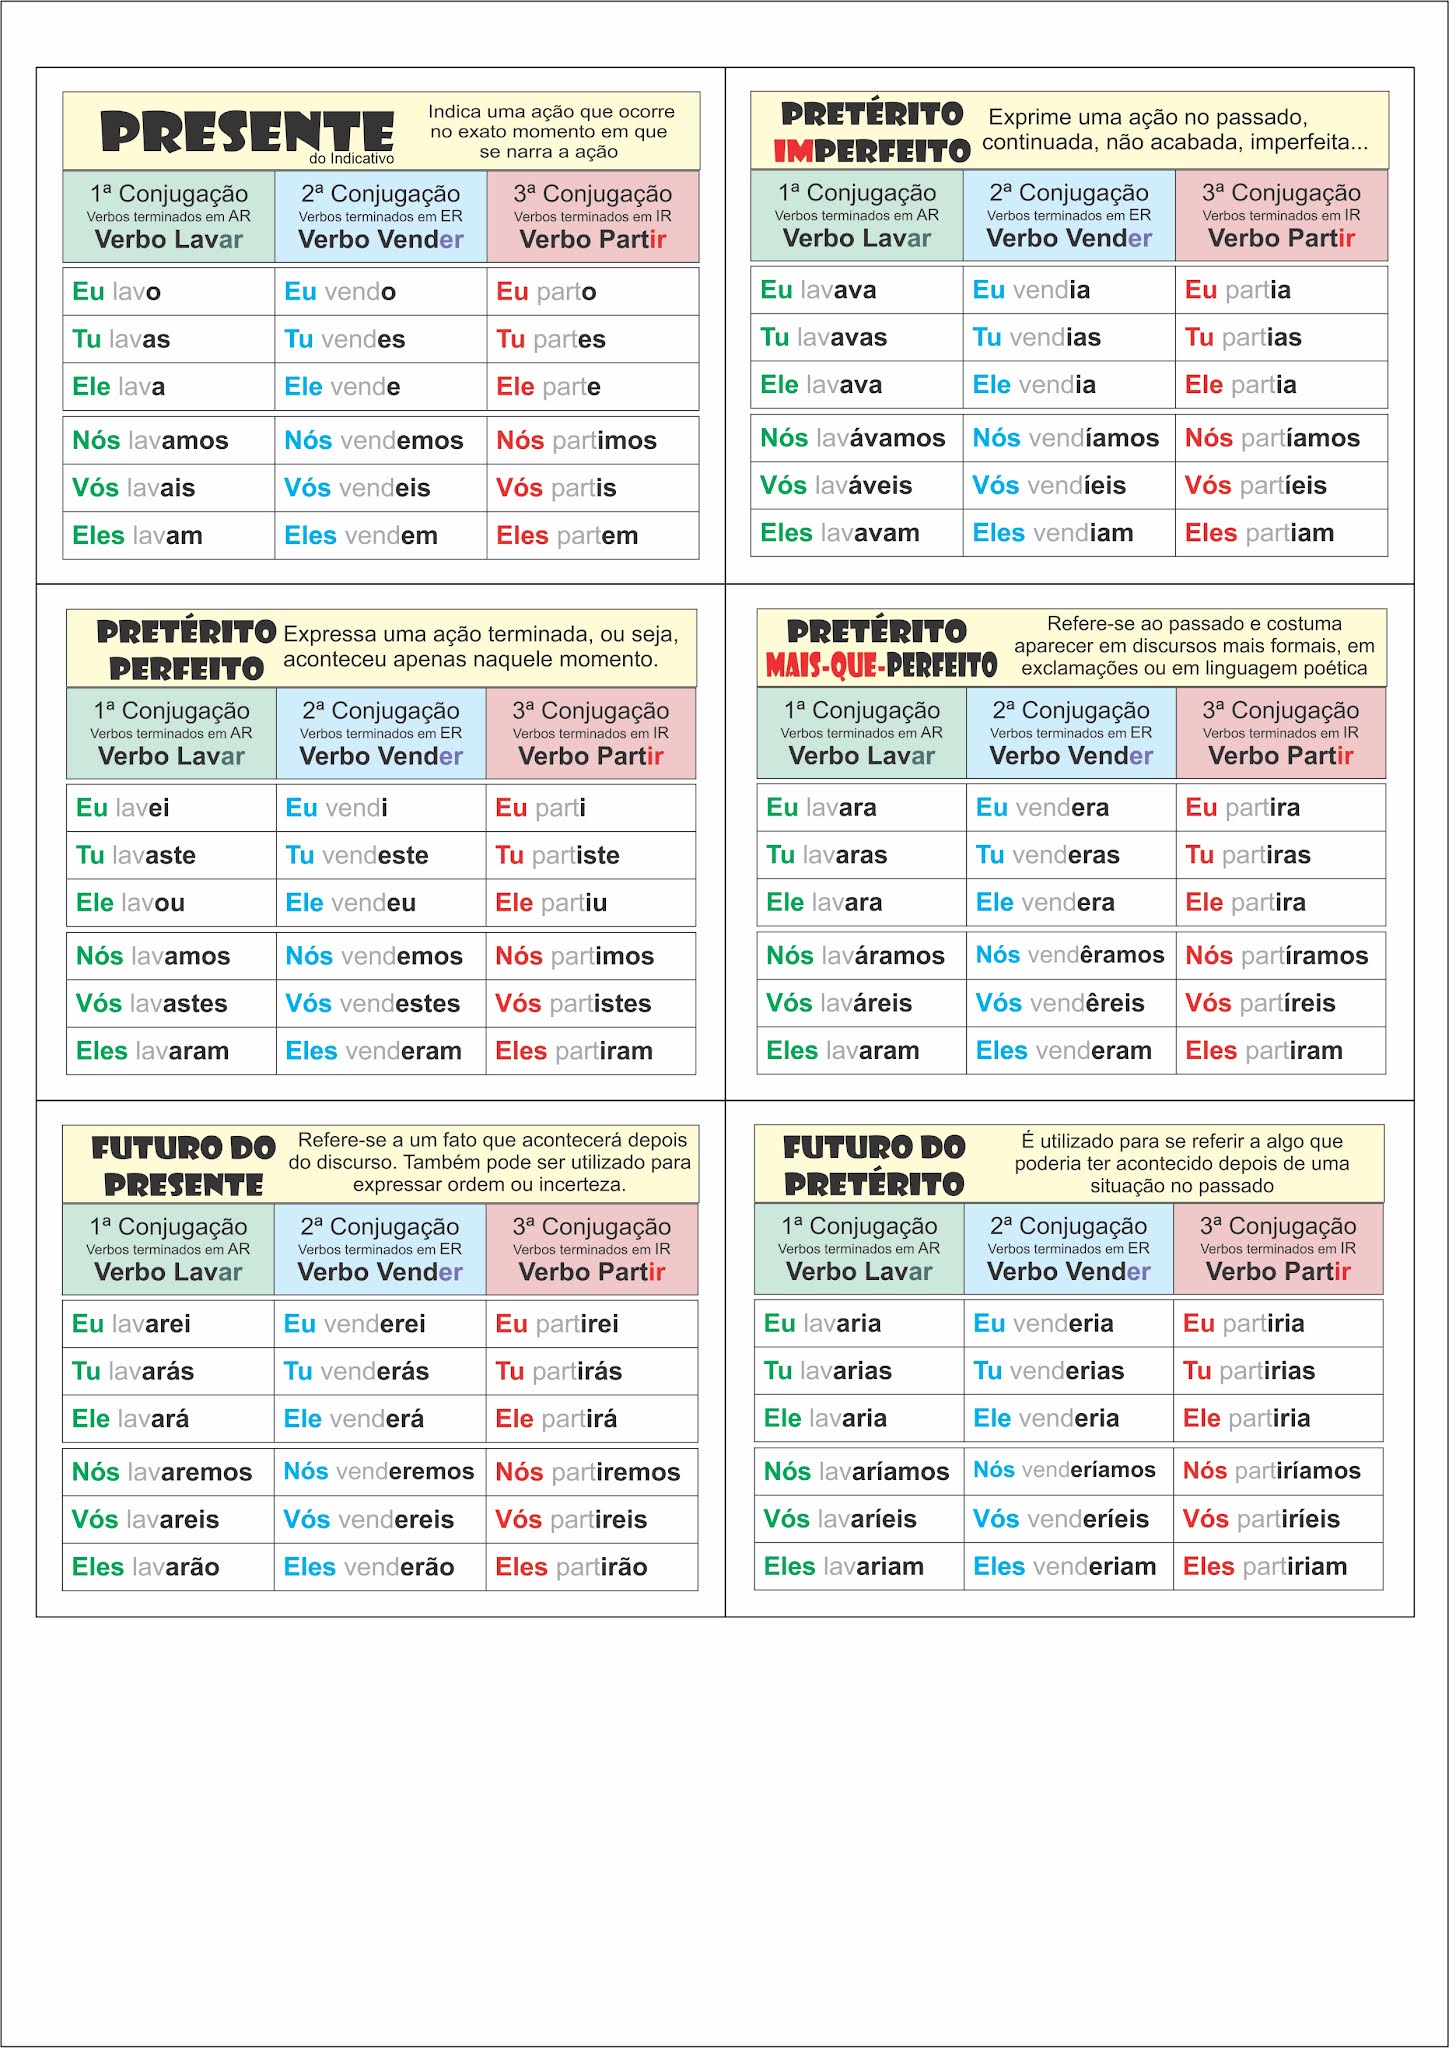 PRESENTE
do Indicativo
Indica uma ação que ocorre
no exato momento em que
se narra a ação
1ª Conjugação 2ª Conjugação 3ª Conjugação
Verbos terminados em AR Verbos terminados em ER Verbos terminados em IR
Verbo Lavar Verbo Vender Verbo Partir
Eu lavo Eu vendo Eu parto
Tu lavas Tu vendes Tu partes
Ele lava Ele vende Ele parte
Nós lavamos Nós vendemos Nós partimos
Vós lavais Vós vendeis Vós partis
Eles lavam Eles vendem Eles partem
PRETÉRITO
IMPERFEITO
Exprime uma ação no passado,
continuada, não acabada, imperfeita...
1ª Conjugação 2ª Conjugação 3ª Conjugação
Verbos terminados em AR Verbos terminados em ER Verbos terminados em IR
Verbo Lavar Verbo Vender Verbo Partir
Eu lavava Eu vendia Eu partia
Tu lavavas Tu vendias Tu partias
Ele lavava Ele vendia Ele partia
Nós lavávamos Nós vendíamos Nós partíamos
Vós laváveis Vós vendíeis Vós partíeis
Eles lavavam Eles vendiam Eles partiam
PRETÉRITO
PERFEITO
Expressa uma ação terminada, ou seja,
aconteceu apenas naquele momento.
1ª Conjugação 2ª Conjugação 3ª Conjugação
Verbos terminados em AR Verbos terminados em ER Verbos terminados em IR
Verbo Lavar Verbo Vender Verbo Partir
Eu lavei Eu vendi Eu parti
Tu lavaste Tu vendeste Tu partiste
Ele lavou Ele vendeu Ele partiu
Nós lavamos Nós vendemos Nós partimos
Vós lavastes Vós vendestes Vós partistes
Eles lavaram Eles venderam Eles partiram
PRETÉRITO
MAIS-QUE-PERFEITO
Refere-se ao passado e costuma
aparecer em discursos mais formais, em
exclamações ou em linguagem poética
1ª Conjugação 2ª Conjugação 3ª Conjugação
Verbos terminados em AR Verbos terminados em ER Verbos terminados em IR
Verbo Lavar Verbo Vender Verbo Partir
Eu lavara Eu vendera Eu partira
Tu lavaras Tu venderas Tu partiras
Ele lavara Ele vendera Ele partira
Nós laváramos Nós vendêramos Nós partíramos
Vós laváreis Vós vendêreis Vós partíreis
Eles lavaram Eles venderam Eles partiram
FUTURO DO
PRESENTE
Refere-se a um fato que acontecerá depois
do discurso. Também pode ser utilizado para
expressar ordem ou incerteza.
1ª Conjugação 2ª Conjugação 3ª Conjugação
Verbos terminados em AR Verbos terminados em ER Verbos terminados em IR
Verbo Lavar Verbo Vender Verbo Partir
Eu lavarei Eu venderei Eu partirei
Tu lavarás Tu venderás Tu partirás
Ele lavará Ele venderá Ele partirá
Nós lavaremos Nós venderemos Nós partiremos
Vós lavareis Vós vendereis Vós partireis
Eles lavarão Eles venderão Eles partirão
FUTURO DO
PRETÉRITO
É utilizado para se referir a algo que
poderia ter acontecido depois de uma
situação no passado
1ª Conjugação 2ª Conjugação 3ª Conjugação
Verbos terminados em AR Verbos terminados em ER Verbos terminados em IR
Verbo Lavar Verbo Vender Verbo Partir
Eu lavaria Eu venderia Eu partiria
Tu lavarias Tu venderias Tu partirias
Ele lavaria Ele venderia Ele partiria
Nós lavaríamos Nós venderíamos Nós partiríamos
Vós lavaríeis Vós venderíeis Vós partiríeis
Eles lavariam Eles venderiam Eles partiriam